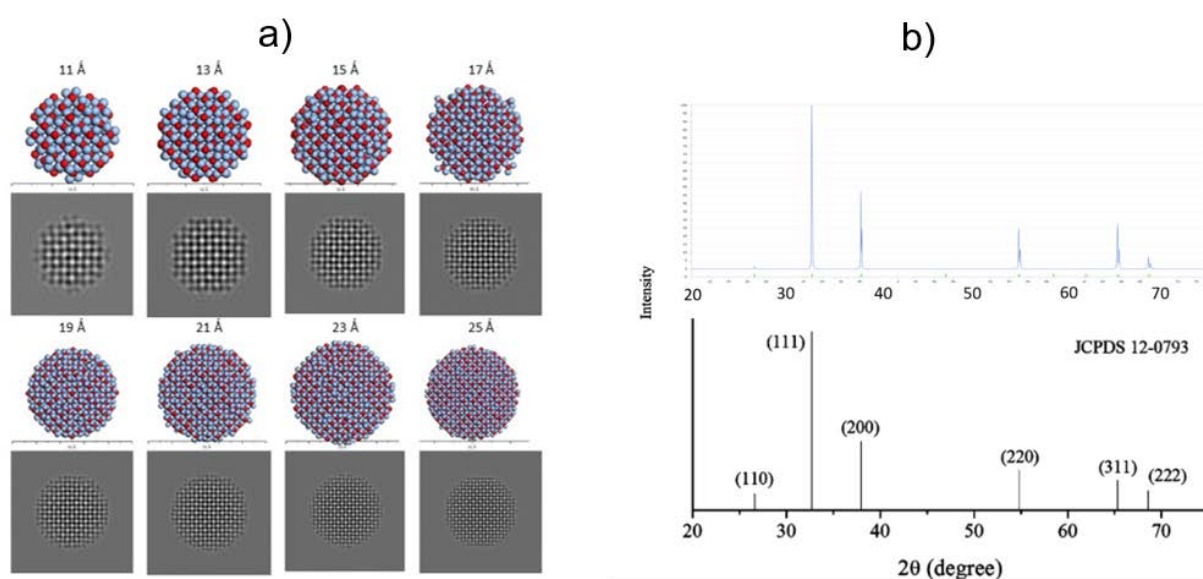 a)
11 Å 13 Å 15 Å 17 Å
19 Å 21 Å 23 Å 25 Å
b)
20 30 40 50 60 70
Intensity
(111)
JCPDS 12-0793
(200)
(110)
(220)
(311)
(222)
20 30 40 50 60 70
2θ (degree)